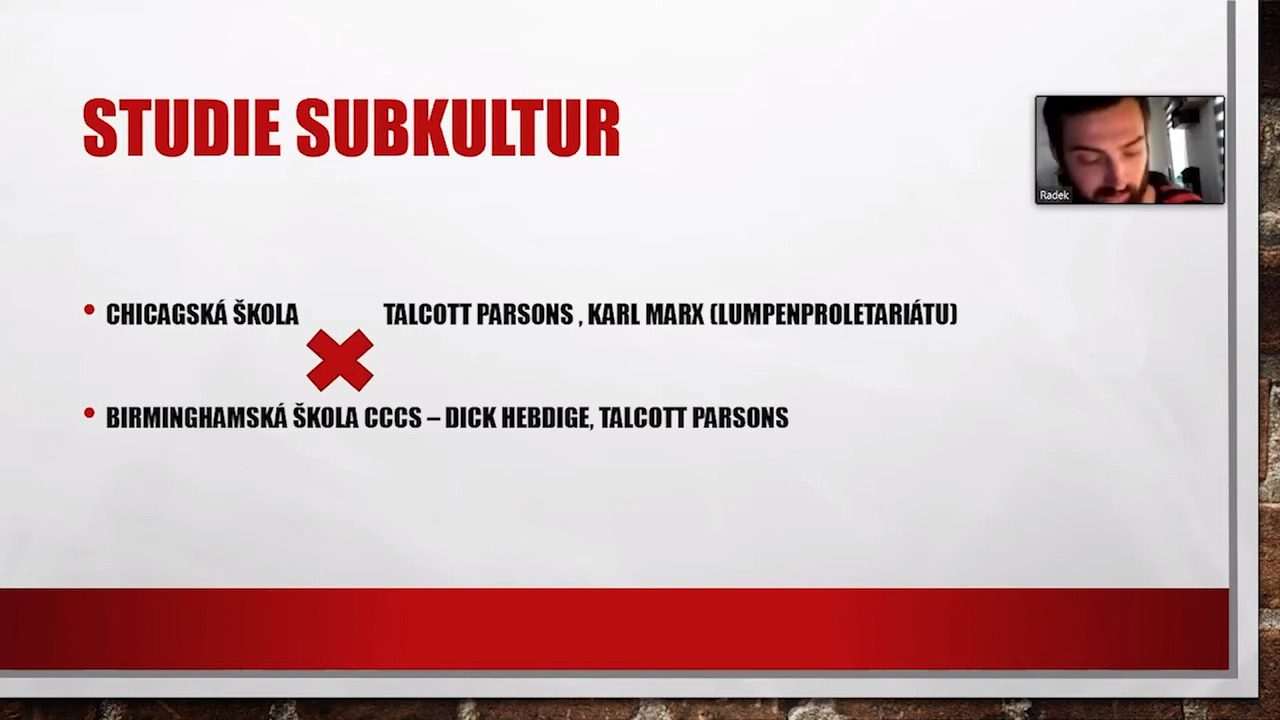 STUDIE SUBKULTUR
Radek
• CHICAGSKÁ ŠKOLA TALCOTT PARSONS , KARL MARX (LUMPENPROLETARIÁTU)
• BIRMINGHAMSKÁ ŠKOLA CCCS – DICK HEBDIGE, TALCOTT PARSONS